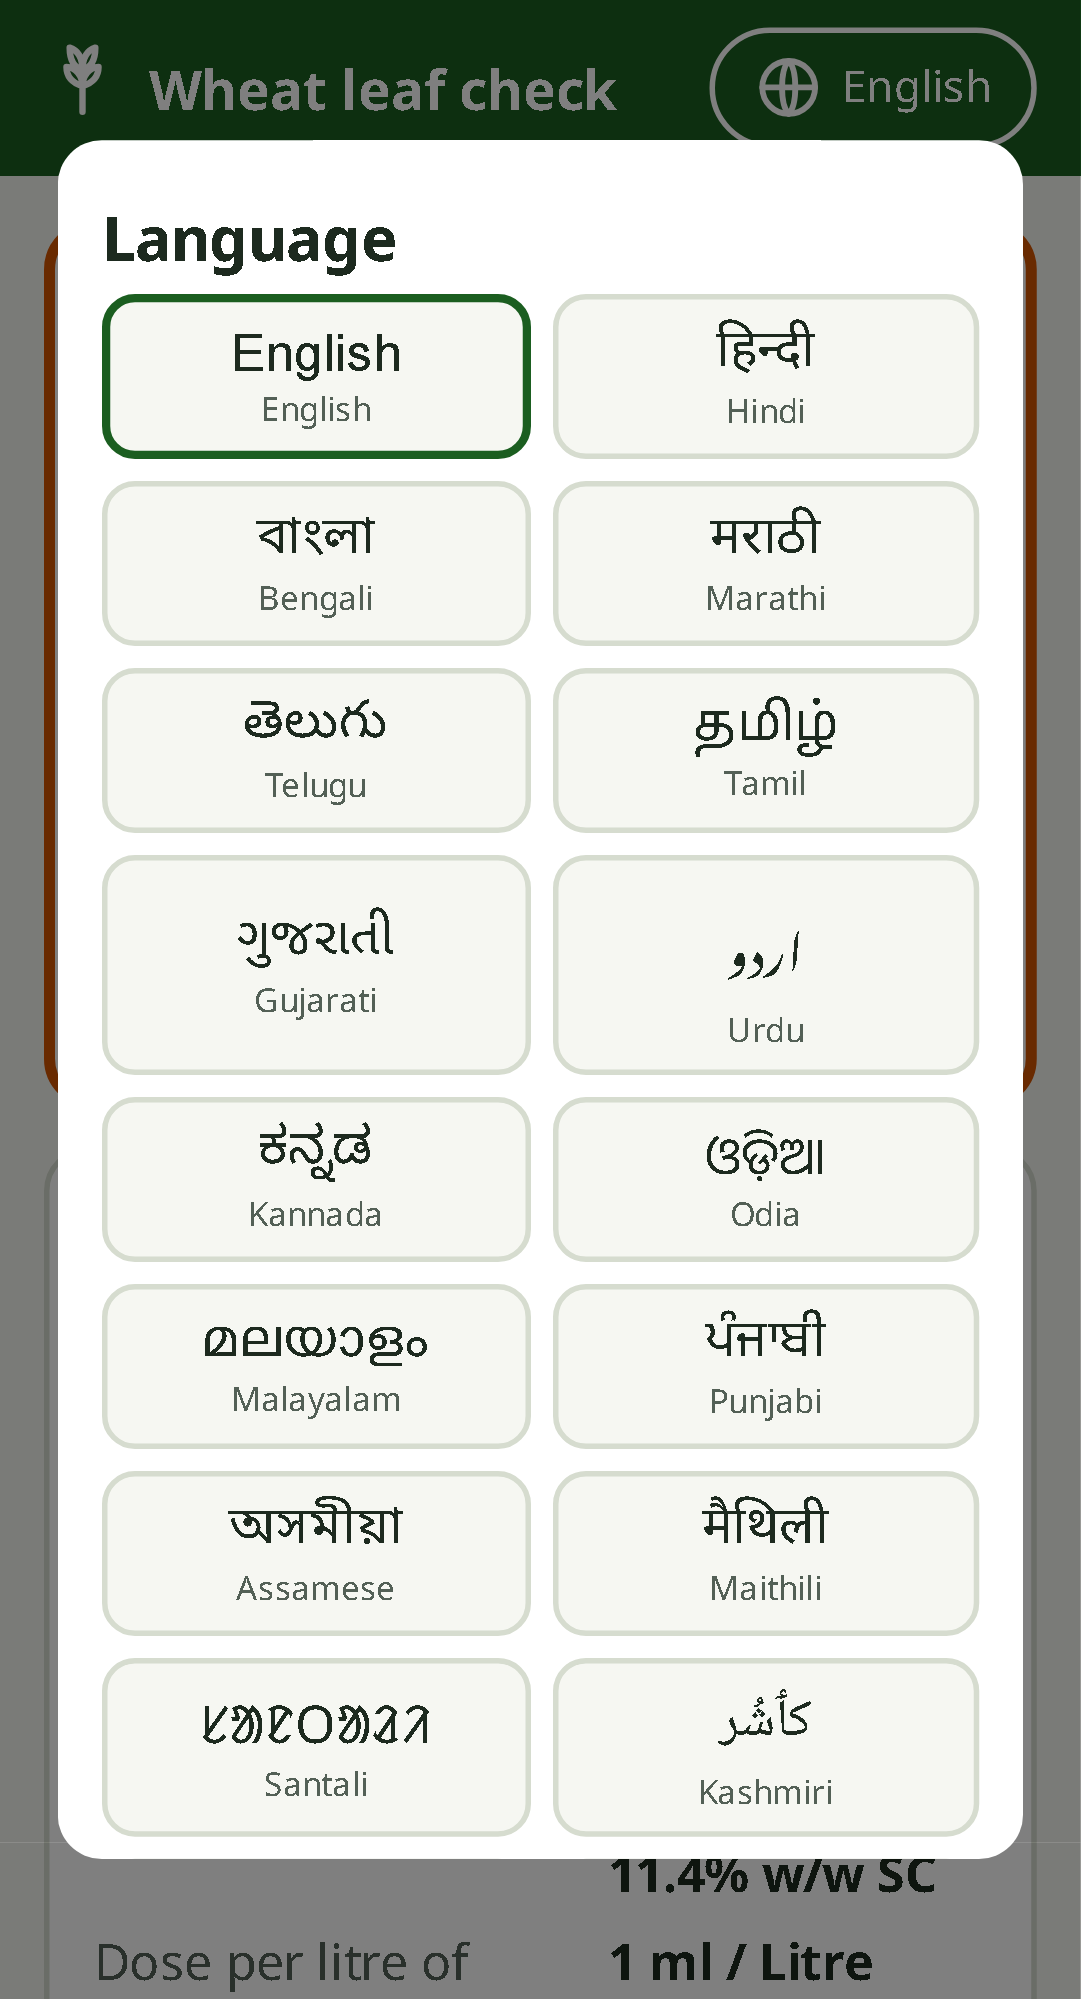 Wheat leaf check
English
Language
English
English
हिन्दी
Hindi
বাংলা
Bengali
मराठी
Marathi
తెలుగు
Telugu
தமிழ்
Tamil
ગુજરાતી
Gujarati
اردو
Urdu
ಕನ್ನಡ
Kannada
ଓଡ଼ିଆ
Odia
മലയാളം
Malayalam
ਪੰਜਾਬੀ
Punjabi
অসমীয়া
Assamese
मैथिली
Maithili
ᱥᱟᱱᱛᱟᱲᱤ
Santali
كٲشُر
Kashmiri
11.4% w/w SC
Dose per litre of
1 ml / Litre